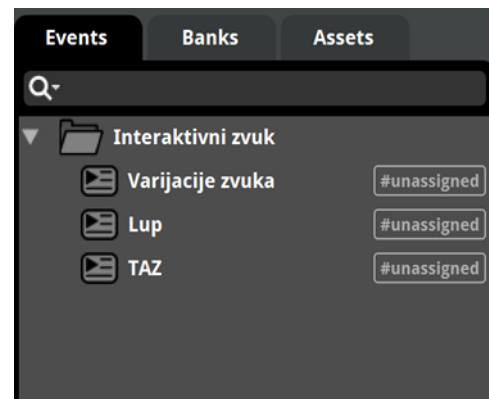 Events Banks Assets
Interaktivni zvuk
Varijacije zvuka #unassigned
Lup #unassigned
TAZ #unassigned